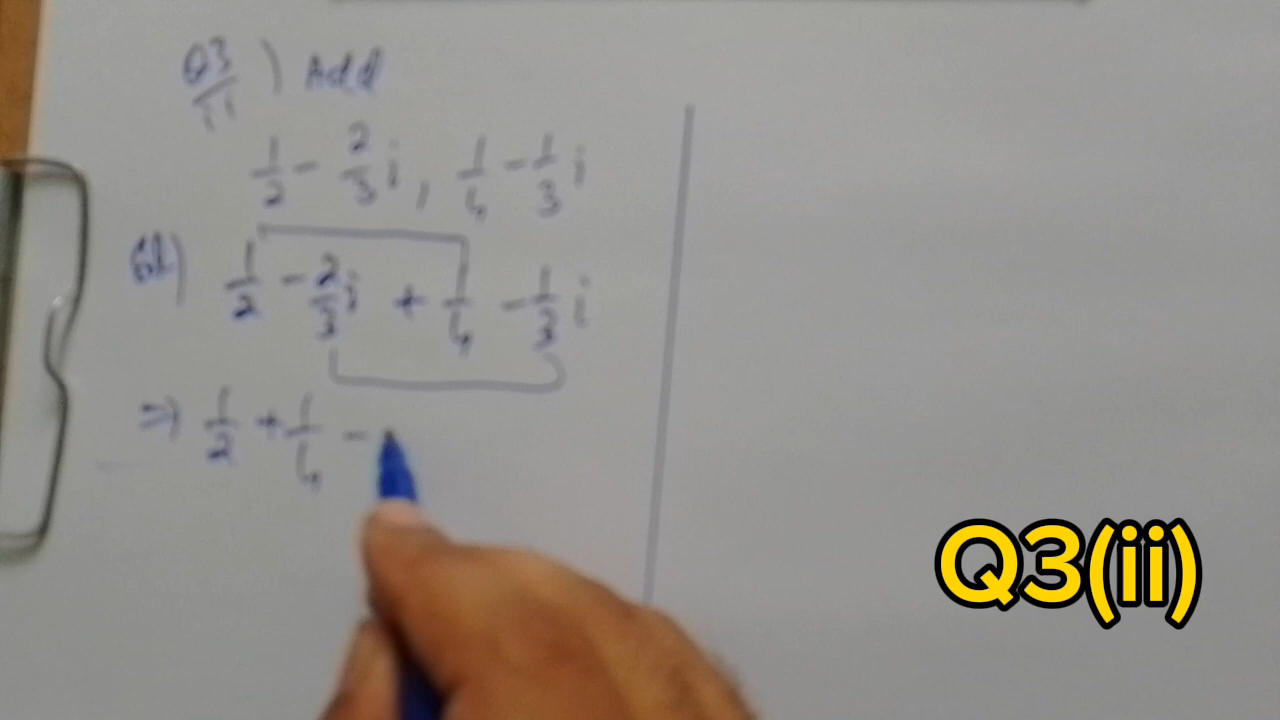 Q3/ii ) Add
1/2 - 2/3 i, 1/4 - 1/3 i
Sol) 1/2 - 2/3 i + 1/4 - 1/3 i
=> 1/2 + 1/4 -
Q3(ii)